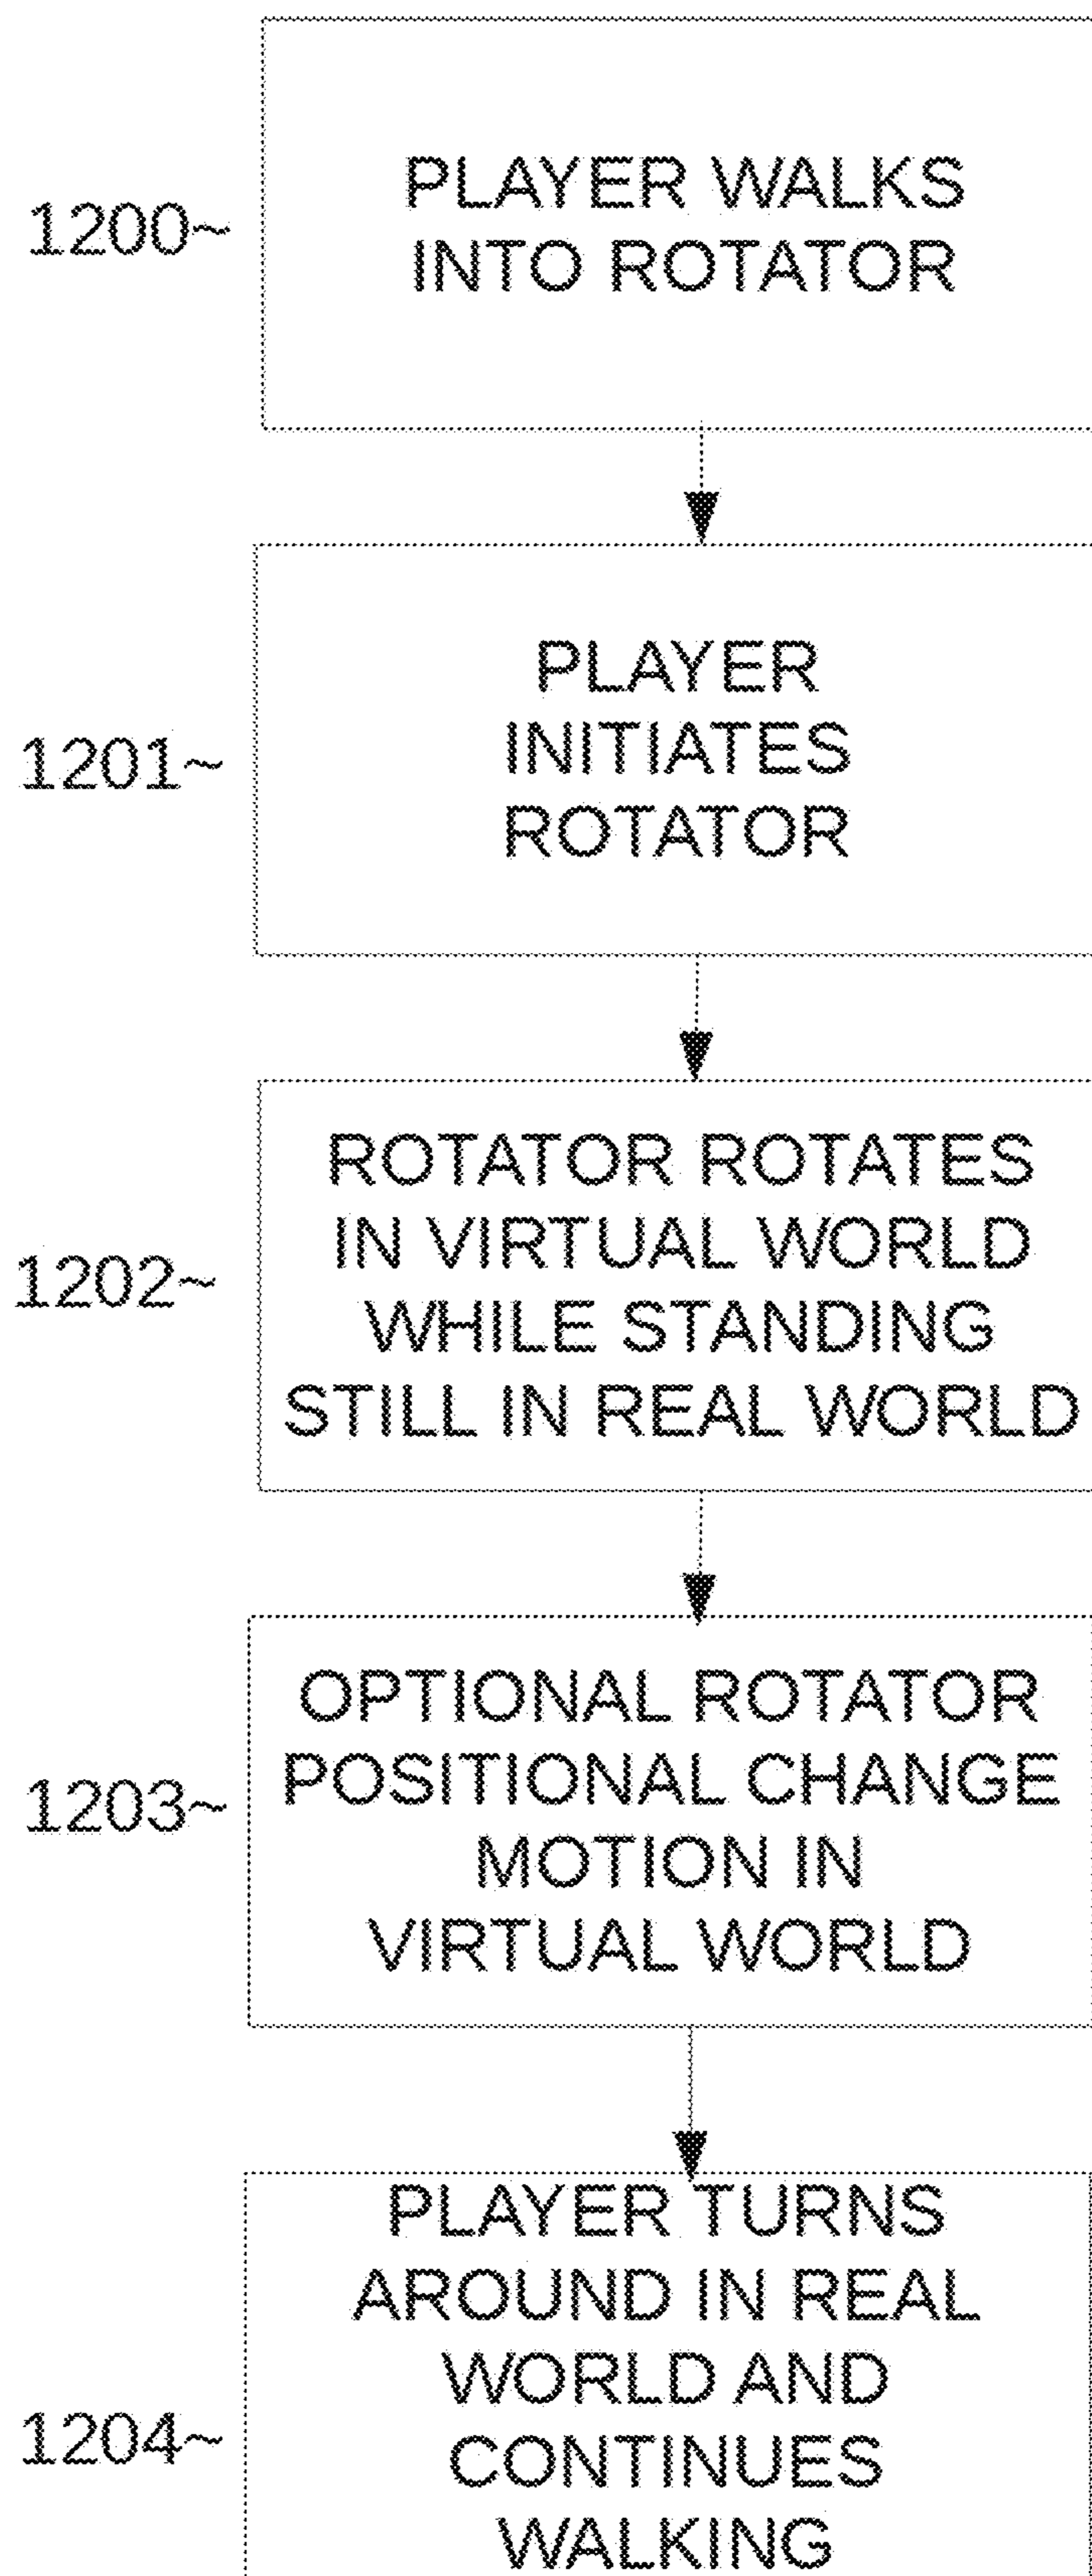 1200~
PLAYER WALKS
INTO ROTATOR
1201~
PLAYER
INITIATES
ROTATOR
1202~
ROTATOR ROTATES
IN VIRTUAL WORLD
WHILE STANDING
STILL IN REAL WORLD
1203~
OPTIONAL ROTATOR
POSITIONAL CHANGE
MOTION IN
VIRTUAL WORLD
1204~
PLAYER TURNS
AROUND IN REAL
WORLD AND
CONTINUES
WALKING